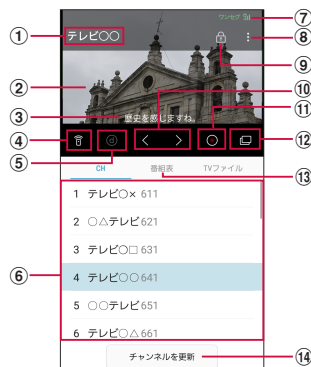 ワンセグ
① テレビ○○
⑦
⑧
⑨
②
③ 歴史を感じますね。
⑩
⑪
④
d
⑤
⑫
CH 番組表 TVファイル
⑬
1 テレビ○× 611
2 ○△テレビ 621
3 テレビ○□ 631
⑥
4 テレビ○○ 641
5 ○○テレビ 651
6 テレビ○△ 661
チャンネルを更新
⑭